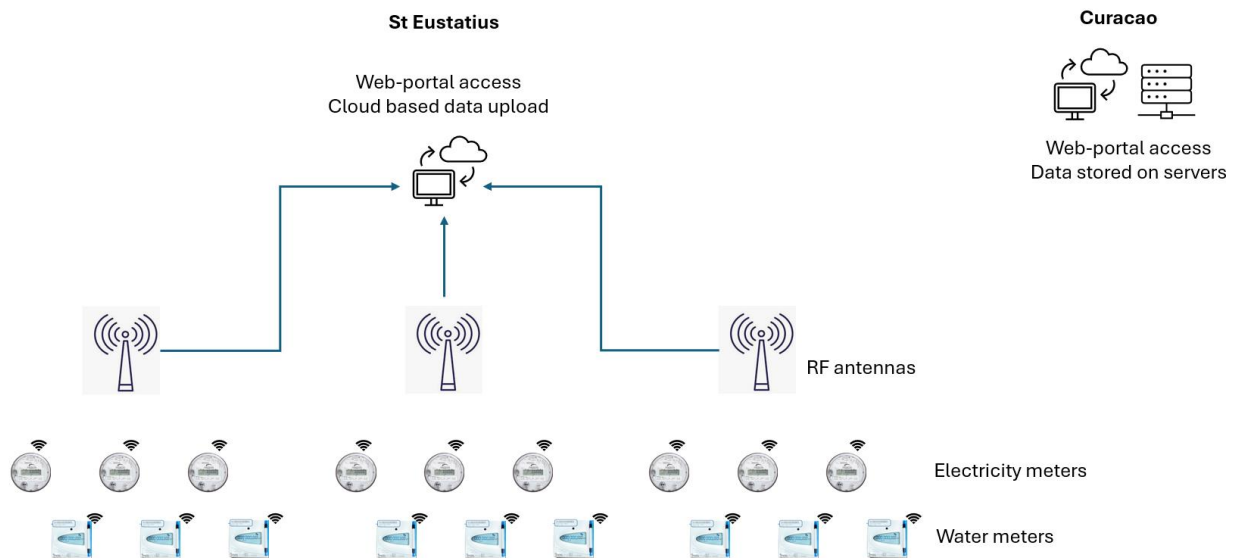 St Eustatius
Curacao
Web-portal access
Cloud based data upload
Web-portal access
Data stored on servers
RF antennas
Electricity meters
Water meters